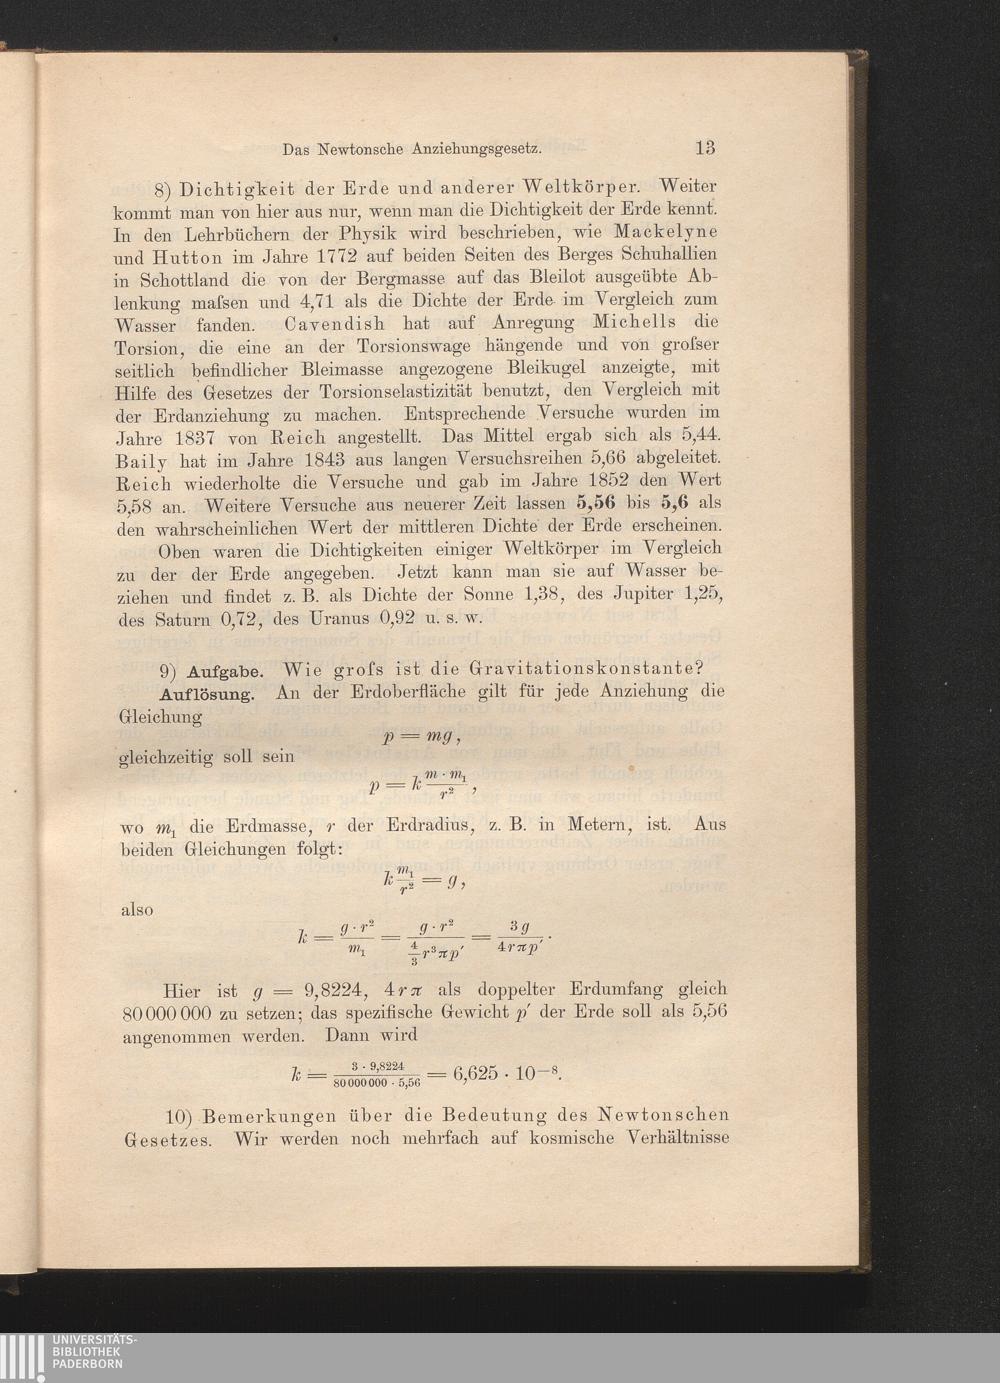 Das Newtonsche Anziehungsgesetz. 13
8) Dichtigkeit der Erde und anderer Weltkörper. Weiter
kommt man von hier aus nur, wenn man die Dichtigkeit der Erde kennt.
In den Lehrbüchern der Physik wird beschrieben, wie Mackelyne
und Hutton im Jahre 1772 auf beiden Seiten des Berges Schuhallien
in Schottland die von der Bergmasse auf das Bleilot ausgeübte Ab-
lenkung maſsen und 4,71 als die Dichte der Erde im Vergleich zum
Wasser fanden. Cavendish hat auf Anregung Michells die
Torsion, die eine an der Torsionswage hängende und von groſser
seitlich befindlicher Bleimasse angezogene Bleikugel anzeigte, mit
Hilfe des Gesetzes der Torsionselastizität benutzt, den Vergleich mit
der Erdanziehung zu machen. Entsprechende Versuche wurden im
Jahre 1837 von Reich angestellt. Das Mittel ergab sich als 5,44.
Baily hat im Jahre 1843 aus langen Versuchsreihen 5,66 abgeleitet.
Reich wiederholte die Versuche und gab im Jahre 1852 den Wert
5,58 an. Weitere Versuche aus neuerer Zeit lassen 5,56 bis 5,6 als
den wahrscheinlichen Wert der mittleren Dichte der Erde erscheinen.
Oben waren die Dichtigkeiten einiger Weltkörper im Vergleich
zu der der Erde angegeben. Jetzt kann man sie auf Wasser be-
ziehen und findet z. B. als Dichte der Sonne 1,38, des Jupiter 1,25,
des Saturn 0,72, des Uranus 0,92 u. s. w.
9) Aufgabe. Wie groſs ist die Gravitationskonstante?
Auflösung. An der Erdoberfläche gilt für jede Anziehung die
Gleichung
p = mg,
gleichzeitig soll sein
p = k (m · m₁)/r²,
wo m₁ die Erdmasse, r der Erdradius, z. B. in Metern, ist. Aus
beiden Gleichungen folgt:
k m₁/r² = g,
also
k = (g · r²)/m₁ = (g · r²)/(4/3 r³πp′) = 3g/(4rπp′).
Hier ist g = 9,8224, 4rπ als doppelter Erdumfang gleich
80 000 000 zu setzen; das spezifische Gewicht p′ der Erde soll als 5,56
angenommen werden. Dann wird
k = (3 · 9,8224)/(80 000 000 · 5,56) = 6,625 · 10⁻⁸.
10) Bemerkungen über die Bedeutung des Newtonschen
Gesetzes. Wir werden noch mehrfach auf kosmische Verhältnisse
UNIVERSITÄTS-
BIBLIOTHEK
PADERBORN